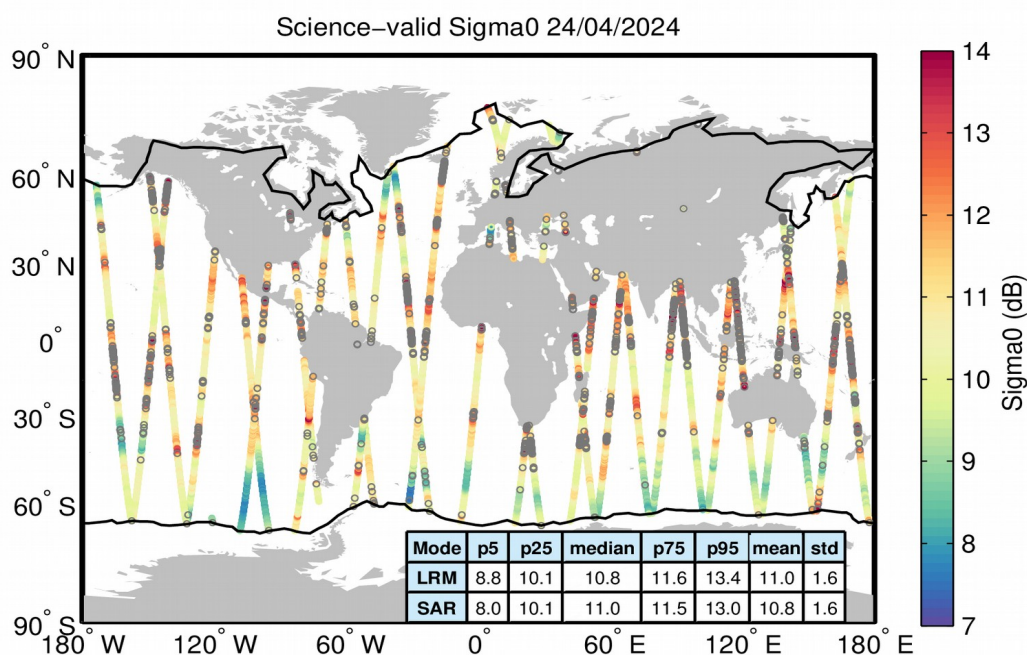 Science−valid Sigma0 24/04/2024
90° N
60° N
30° N
0°
30° S
60° S
90° S
180° W
120° W
60° W
0°
60° E
120° E
180° E
14
13
12
11
10
9
8
7
Sigma0 (dB)
Mode p5 p25 median p75 p95 mean std
LRM 8.8 10.1 10.8 11.6 13.4 11.0 1.6
SAR 8.0 10.1 11.0 11.5 13.0 10.8 1.6